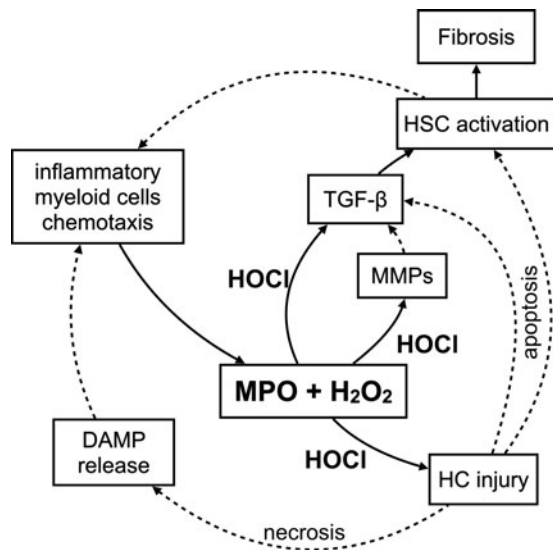 Fibrosis
HSC activation
inflammatory
myeloid cells
chemotaxis
TGF-β
MMPs
HOCl
HOCl
apoptosis
MPO + H₂O₂
DAMP
release
HOCl
HC injury
necrosis